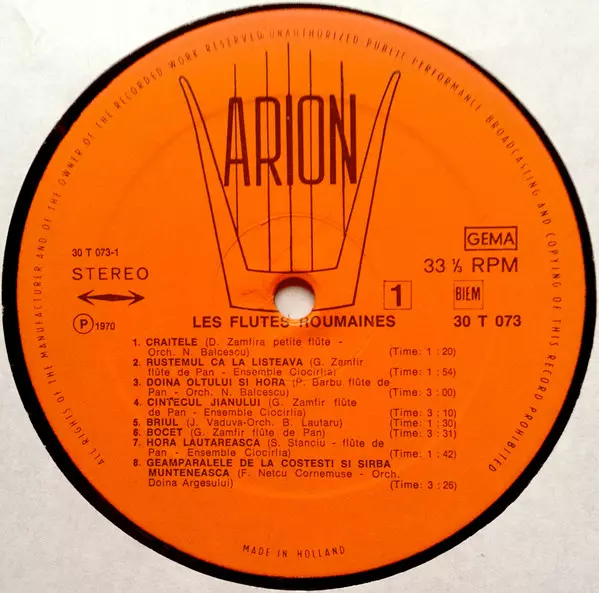 ALL RIGHTS OF THE MANUFACTURER AND OF THE OWNER OF THE RECORDED WORK RESERVED UNAUTHORIZED PUBLIC PERFORMANCE BROADCASTING AND COPYING OF THIS RECORD PROHIBITED
ARION
30 T 073-1
STEREO
GEMA
33 ⅓ RPM
1
BIEM
P 1970
LES FLUTES ROUMAINES
30 T 073
1. CRAITELE (D. Zamfira petite flûte -
Orch. N. Balcescu) (Time: 1 : 20)
2. RUSTEMUL CA LA LISTEAVA (G. Zamfir
flûte de Pan - Ensemble Ciocirlia) (Time: 1 : 54)
3. DOINA OLTULUI SI HORA (P. Barbu flûte de
Pan - Orch. N. Balcescu) (Time: 3 : 00)
4. CINTECUL JIANULUI (G. Zamfir flûte
de Pan - Ensemble Ciocirlia) (Time: 3 : 10)
5. BRIUL (J. Vaduva-Orch. B. Lautaru) (Time: 1 : 30)
6. BOCET (G. Zamfir flûte de Pan) (Time: 3 : 31)
7. HORA LAUTAREASCA (S. Stanciu - flûte de
Pan - Ensemble Ciocirlia) (Time: 1 : 42)
8. GEAMPARALELE DE LA COSTESTI SI SIRBA
MUNTENEASCA (F. Netcu Cornemuse - Orch.
Doina Argesului) (Time: 3 : 26)
MADE IN HOLLAND